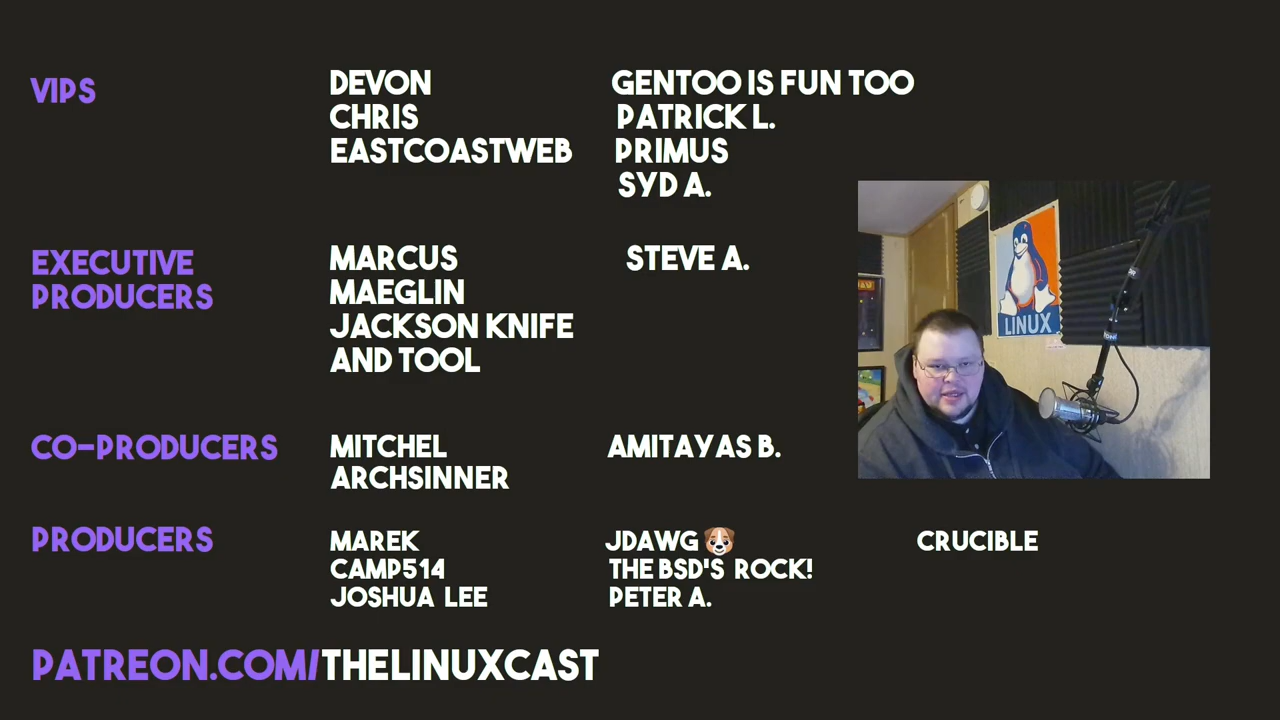 VIPS
DEVON
CHRIS
EASTCOASTWEB
GENTOO IS FUN TOO
PATRICK L.
PRIMUS
SYD A.
EXECUTIVE
PRODUCERS
MARCUS
MAEGLIN
JACKSON KNIFE
AND TOOL
STEVE A.
CO-PRODUCERS
MITCHEL
ARCHSINNER
AMITAYAS B.
PRODUCERS
MAREK
CAMP514
JOSHUA LEE
JDAWG
THE BSD'S ROCK!
PETER A.
CRUCIBLE
PATREON.COM/THELINUXCAST
LINUX